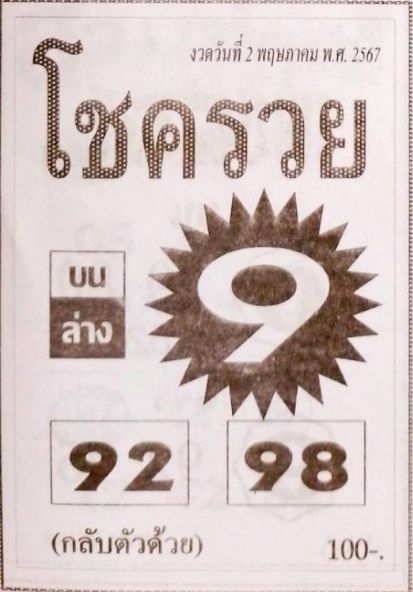 งวดวันที่ 2 พฤษภาคม พ.ศ. 2567
โชครวย
บน
ล่าง
9
92 98
(กลับตัวด้วย) 100-.